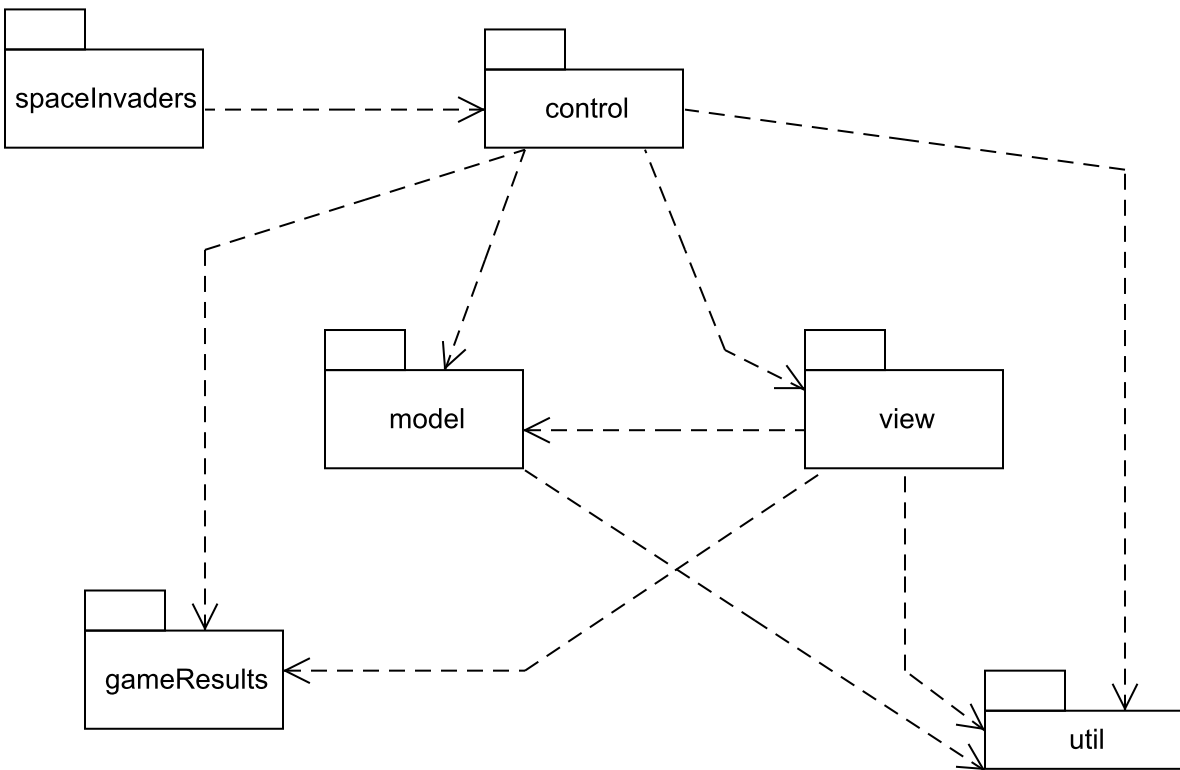 spaceInvaders
control
model
view
gameResults
util